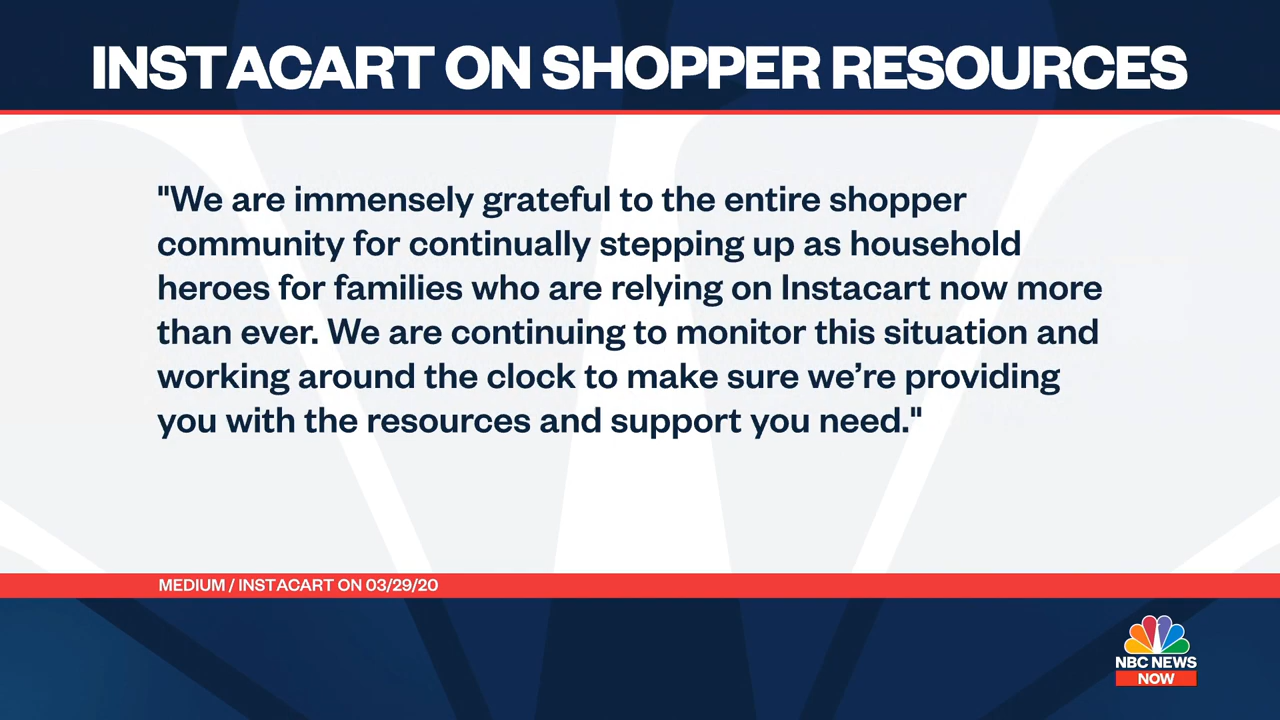 INSTACART ON SHOPPER RESOURCES
"We are immensely grateful to the entire shopper
community for continually stepping up as household
heroes for families who are relying on Instacart now more
than ever. We are continuing to monitor this situation and
working around the clock to make sure we’re providing
you with the resources and support you need."
MEDIUM / INSTACART ON 03/29/20
NBC NEWS
NOW